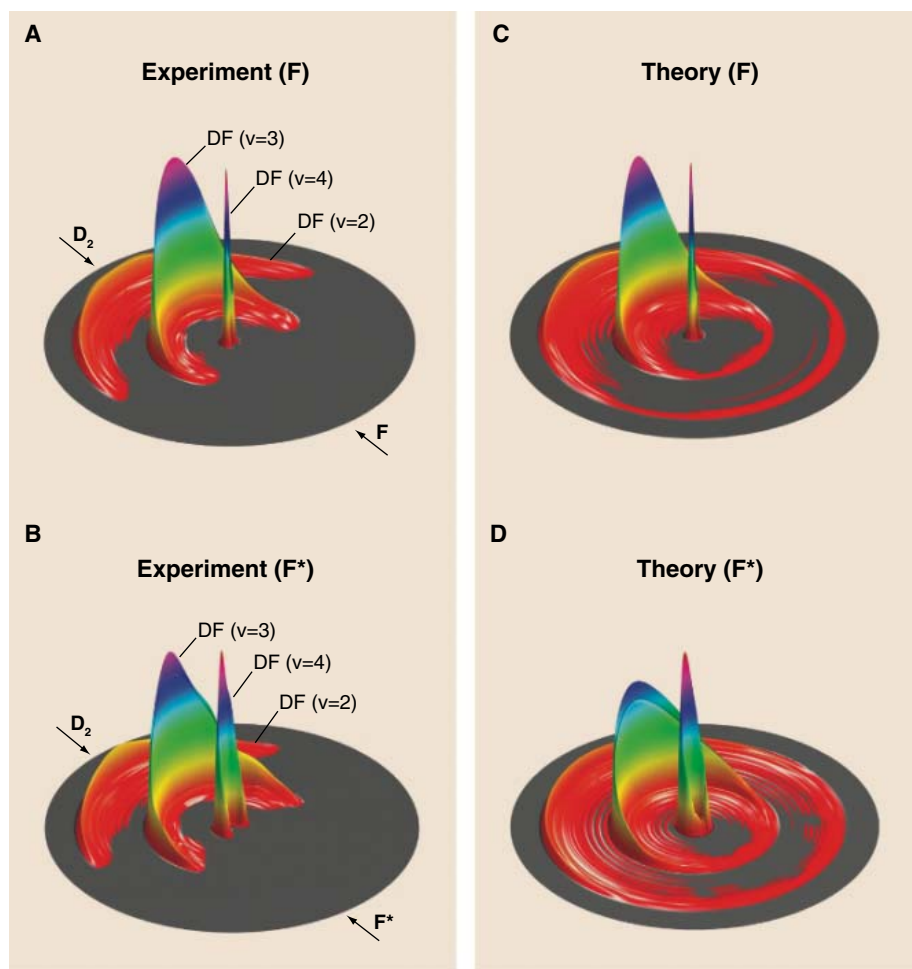 A
Experiment (F)
DF (v=3)
DF (v=4)
DF (v=2)
D₂
F
B
Experiment (F*)
DF (v=3)
DF (v=4)
DF (v=2)
D₂
F*
C
Theory (F)
D
Theory (F*)